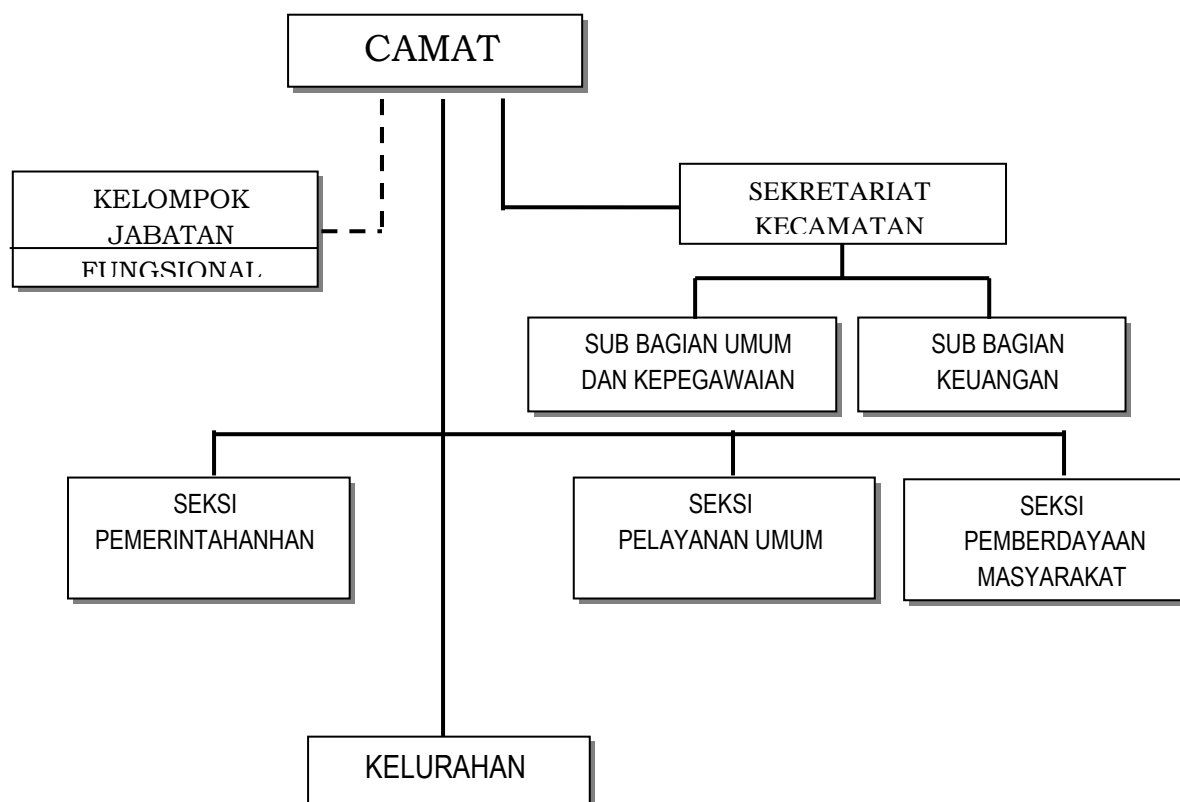 CAMAT
KELOMPOK
JABATAN
FUNGSIONAL
SEKRETARIAT
KECAMATAN
SUB BAGIAN UMUM
DAN KEPEGAWAIAN
SUB BAGIAN
KEUANGAN
SEKSI
PEMERINTAHANHAN
SEKSI
PELAYANAN UMUM
SEKSI
PEMBERDAYAAN
MASYARAKAT
KELURAHAN